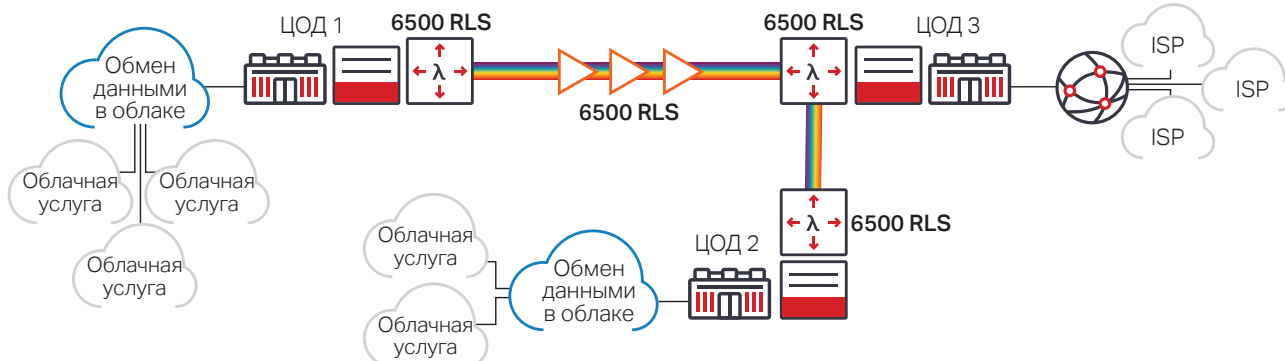 ЦОД 1
6500 RLS
6500 RLS
ЦОД 3
ISP
ISP
ISP
Обмен
данными
в облаке
λ
λ
6500 RLS
Облачная
услуга
Облачная
услуга
Облачная
услуга
λ
6500 RLS
ЦОД 2
Облачная
услуга
Обмен
данными
в облаке
Облачная
услуга